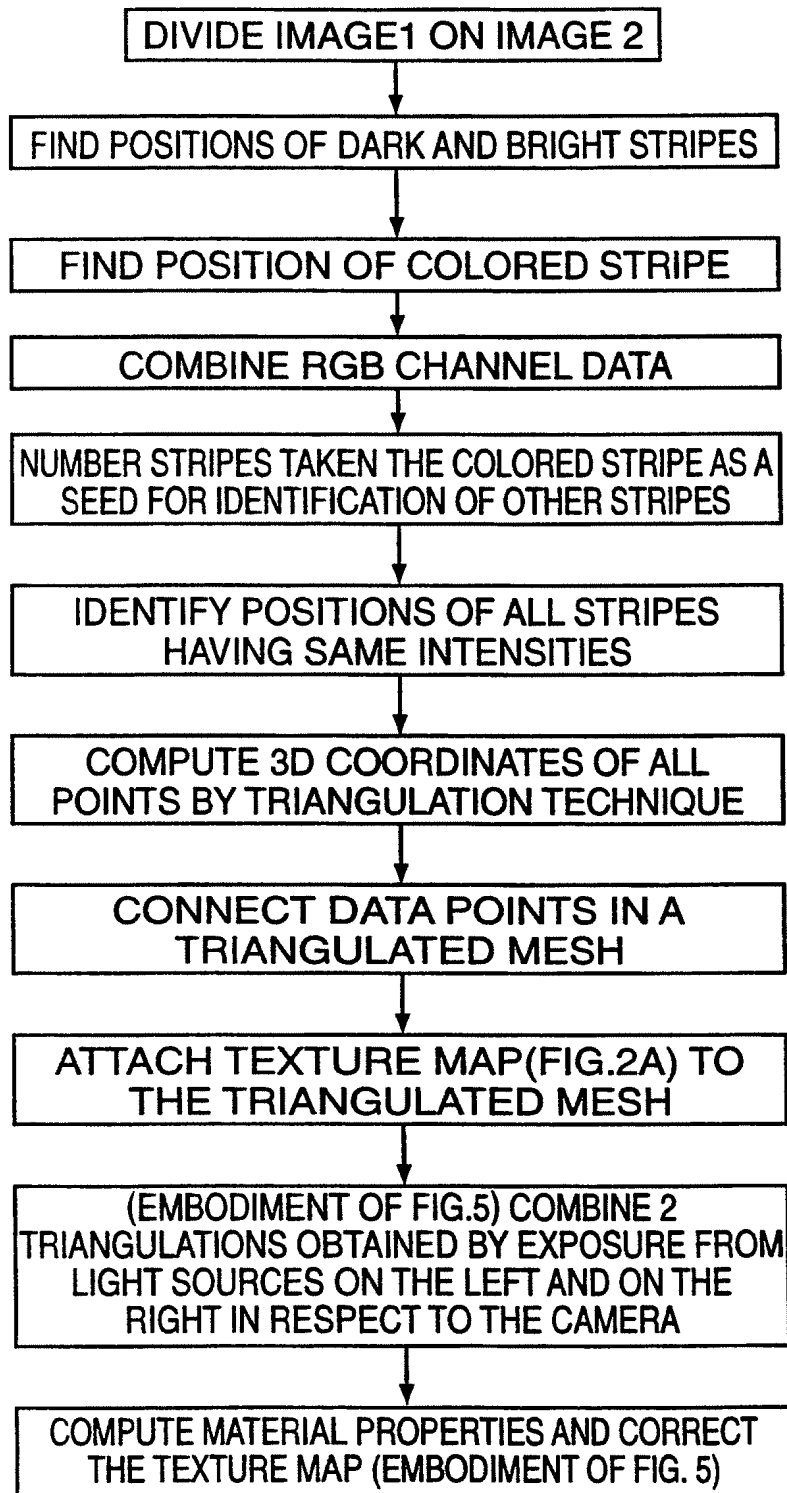 DIVIDE IMAGE1 ON IMAGE 2
FIND POSITIONS OF DARK AND BRIGHT STRIPES
FIND POSITION OF COLORED STRIPE
COMBINE RGB CHANNEL DATA
NUMBER STRIPES TAKEN THE COLORED STRIPE AS A
SEED FOR IDENTIFICATION OF OTHER STRIPES
IDENTIFY POSITIONS OF ALL STRIPES
HAVING SAME INTENSITIES
COMPUTE 3D COORDINATES OF ALL
POINTS BY TRIANGULATION TECHNIQUE
CONNECT DATA POINTS IN A
TRIANGULATED MESH
ATTACH TEXTURE MAP(FIG.2A) TO
THE TRIANGULATED MESH
(EMBODIMENT OF FIG.5) COMBINE 2
TRIANGULATIONS OBTAINED BY EXPOSURE FROM
LIGHT SOURCES ON THE LEFT AND ON THE
RIGHT IN RESPECT TO THE CAMERA
COMPUTE MATERIAL PROPERTIES AND CORRECT
THE TEXTURE MAP (EMBODIMENT OF FIG. 5)